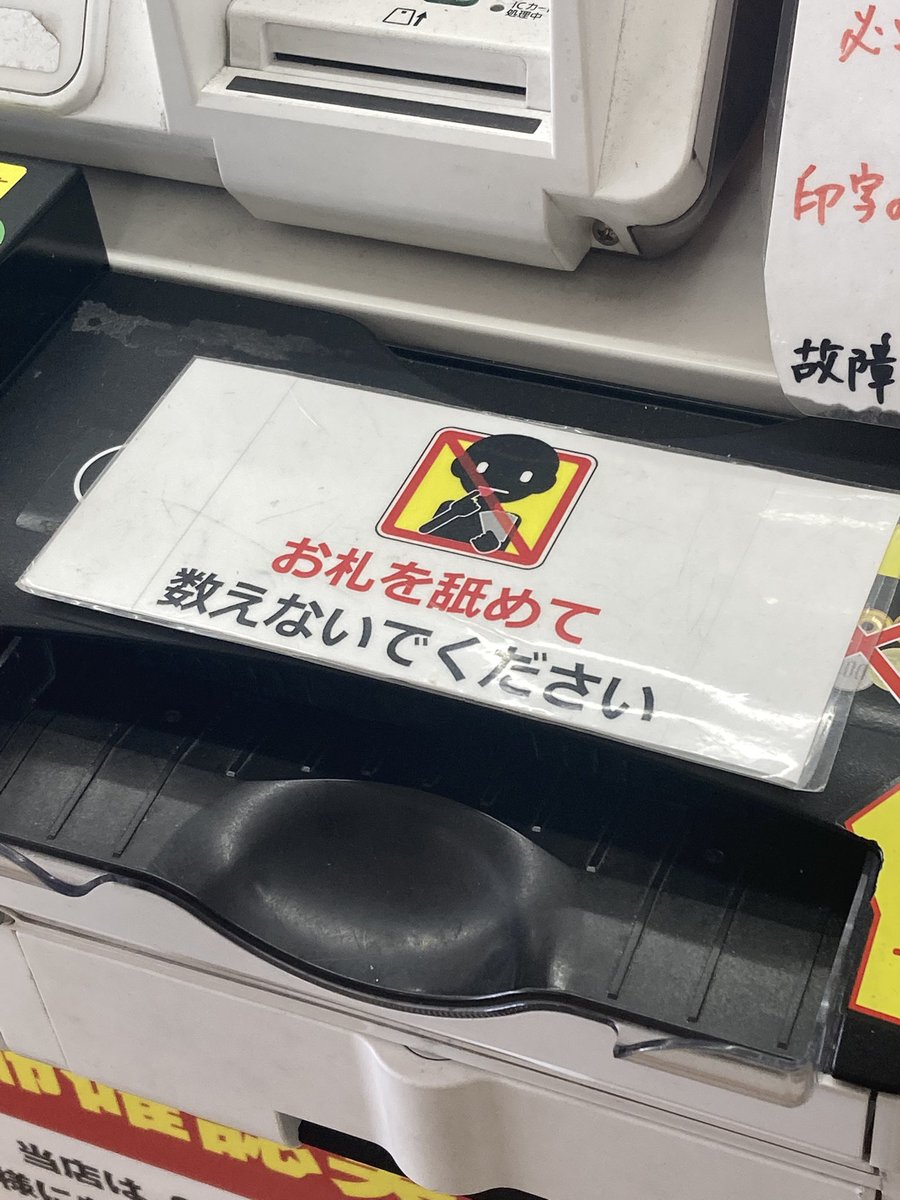 ICカー
処理中
必
印字の
故障
お札を舐めて
数えないでください
当店は